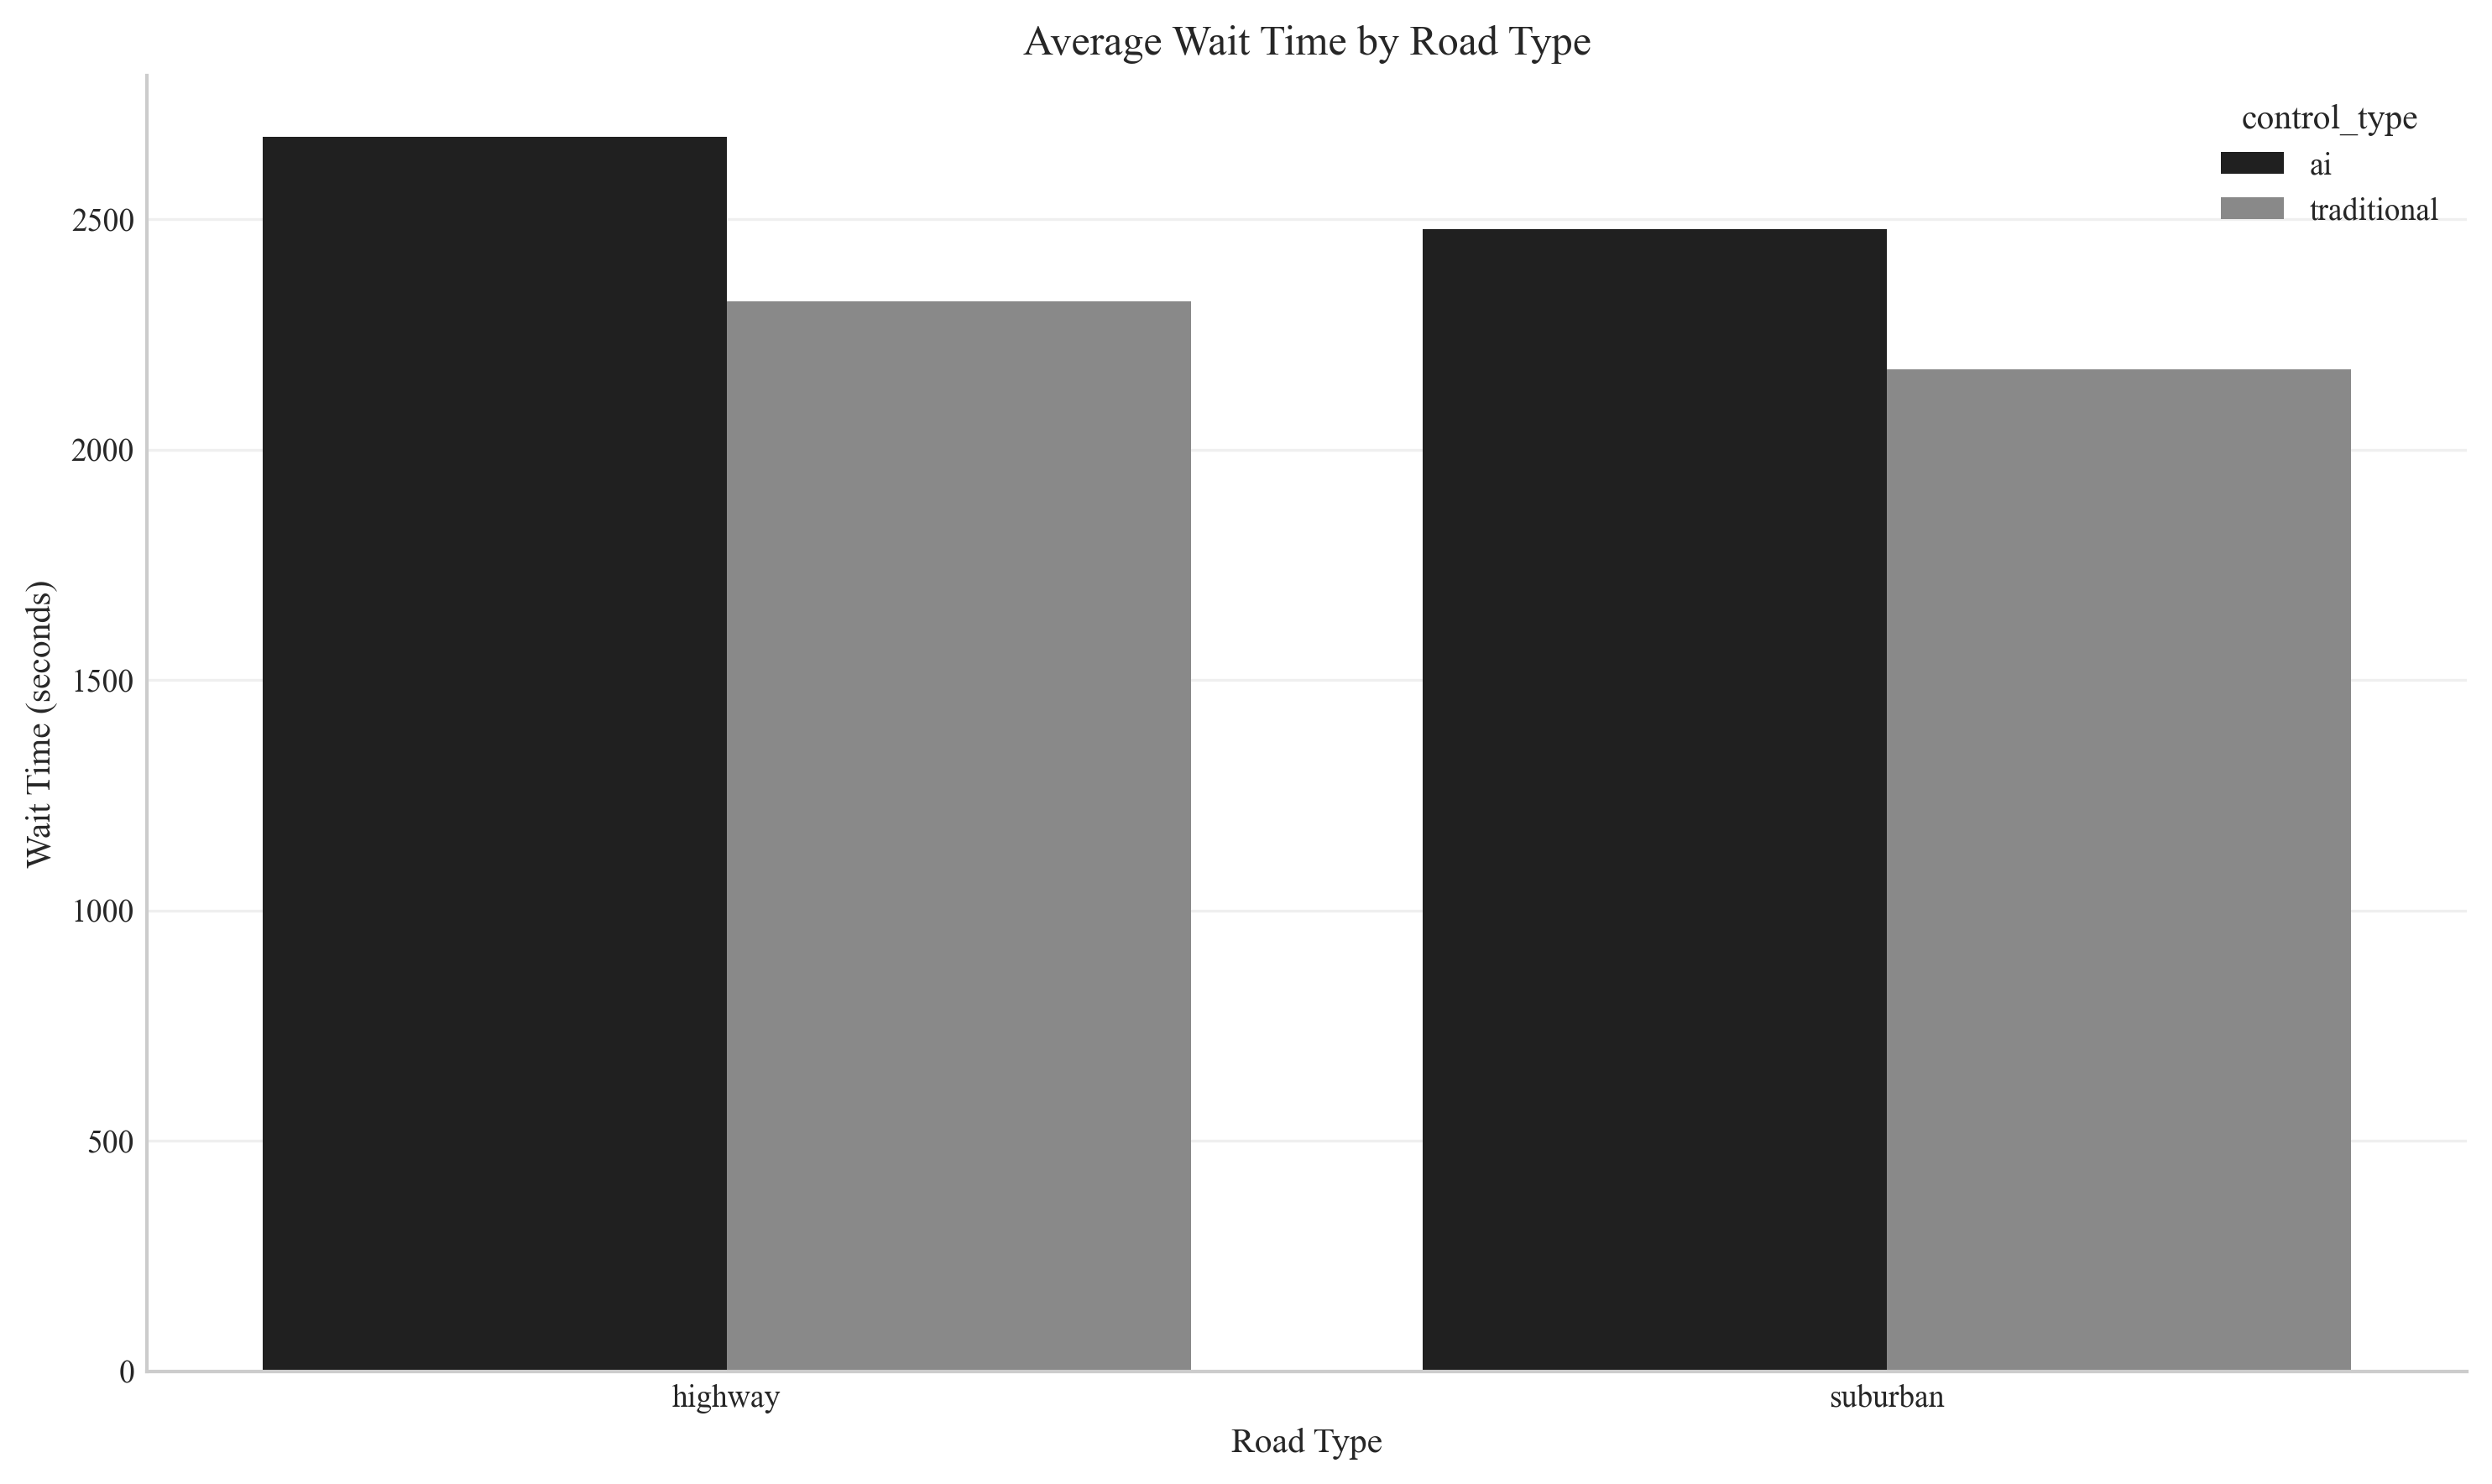 Average Wait Time by Road Type
control_type
ai
traditional
2500
2000
1500
1000
500
0
Wait Time (seconds)
highway
suburban
Road Type